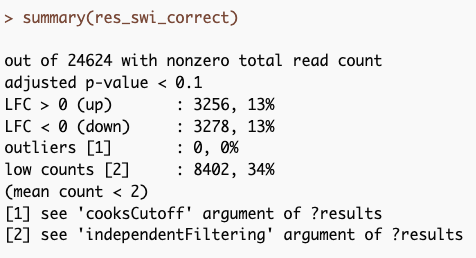 > summary(res_swi_correct)
out of 24624 with nonzero total read count
adjusted p-value < 0.1
LFC > 0 (up)       : 3256, 13%
LFC < 0 (down)     : 3278, 13%
outliers [1]       : 0, 0%
low counts [2]     : 8402, 34%
(mean count < 2)
[1] see 'cooksCutoff' argument of ?results
[2] see 'independentFiltering' argument of ?results